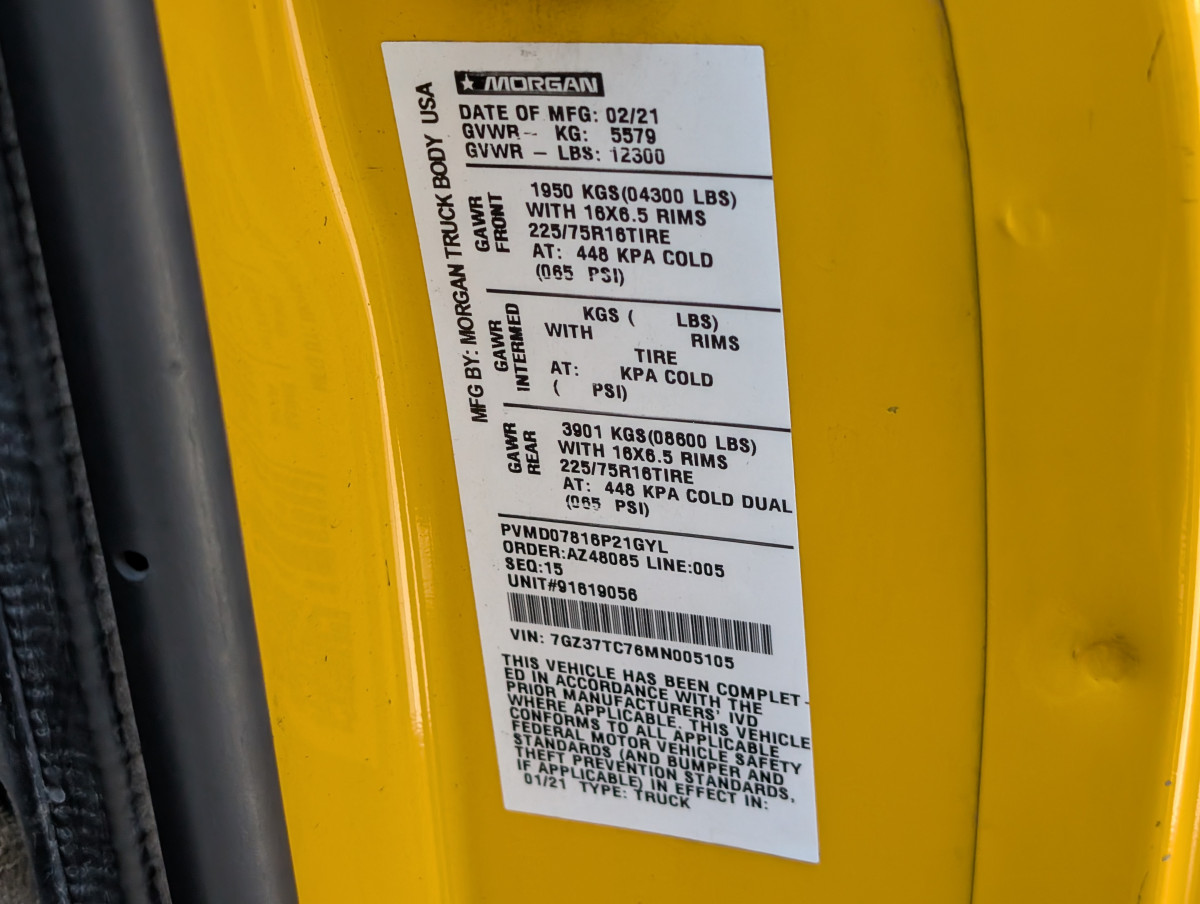 MORGAN
MFG BY: MORGAN TRUCK BODY USA
DATE OF MFG: 02/21
GVWR- KG: 5579
GVWR - LBS: 12300
GAWR
FRONT
1950 KGS(04300 LBS)
WITH 16X6.5 RIMS
225/75R16TIRE
AT: 448 KPA COLD
(065 PSI)
GAWR
INTERMED
KGS ( LBS)
WITH RIMS
TIRE
AT: KPA COLD
( PSI)
GAWR
REAR
3901 KGS(08600 LBS)
WITH 16X6.5 RIMS
225/75R16TIRE
AT: 448 KPA COLD DUAL
(065 PSI)
PVMD07816P21GYL
ORDER:AZ48085 LINE:005
SEQ:15
UNIT#91619056
VIN: 7GZ37TC76MN005105
THIS VEHICLE HAS BEEN COMPLET-
ED IN ACCORDANCE WITH THE
PRIOR MANUFACTURERS' IVD
WHERE APPLICABLE. THIS VEHICLE
CONFORMS TO ALL APPLICABLE
FEDERAL MOTOR VEHICLE SAFETY
STANDARDS (AND BUMPER AND
THEFT PREVENTION STANDARDS,
IF APPLICABLE) IN EFFECT IN:
01/21 TYPE: TRUCK